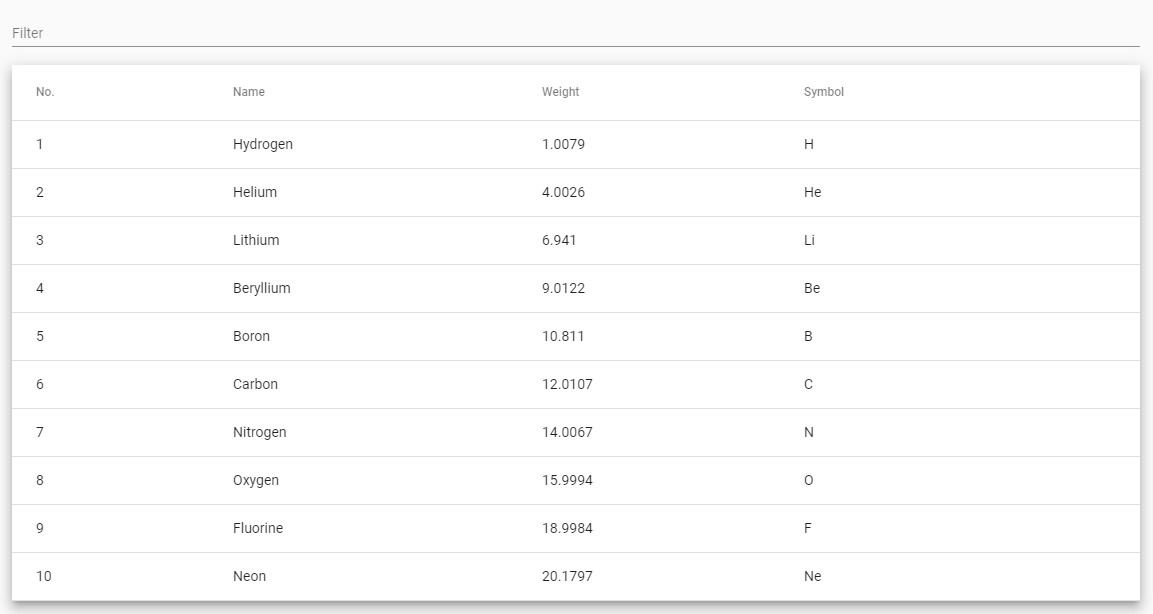 Filter
No. Name Weight Symbol
1 Hydrogen 1.0079 H
2 Helium 4.0026 He
3 Lithium 6.941 Li
4 Beryllium 9.0122 Be
5 Boron 10.811 B
6 Carbon 12.0107 C
7 Nitrogen 14.0067 N
8 Oxygen 15.9994 O
9 Fluorine 18.9984 F
10 Neon 20.1797 Ne